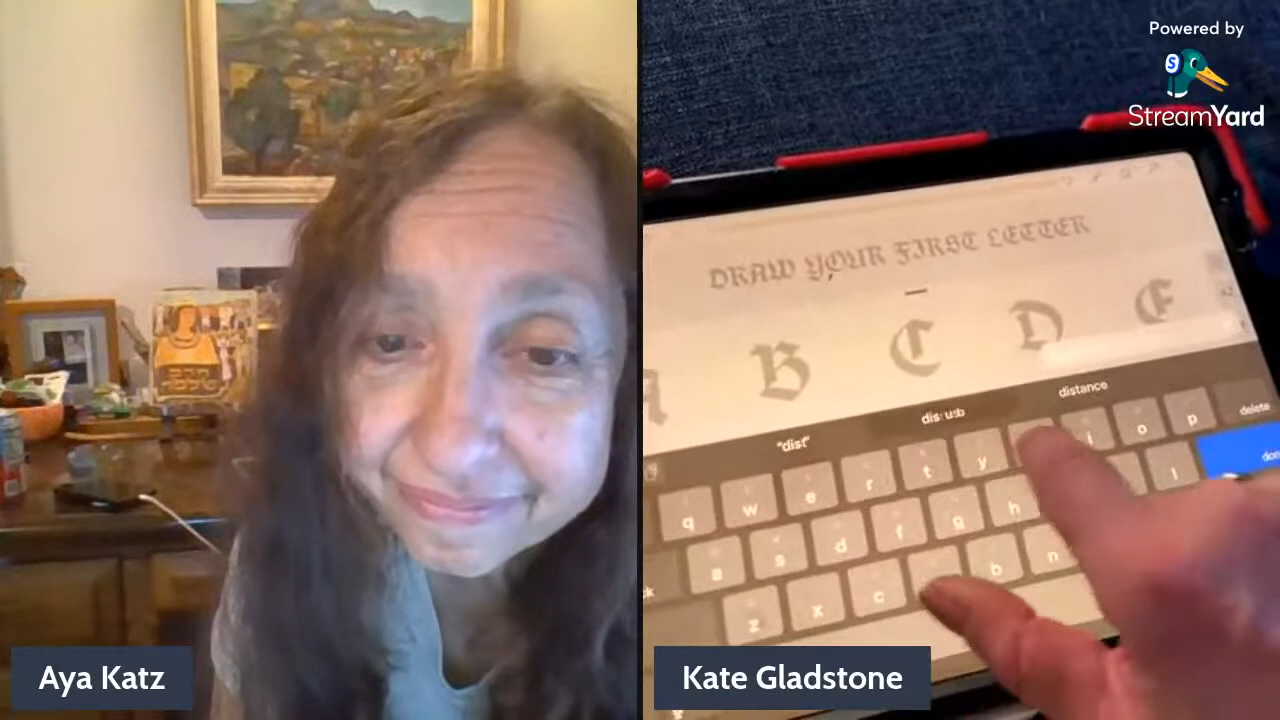 Powered by
StreamYard
DRAW YOUR FIRST LETTER
B C D E
"dist" distance
q w e r t y i o p delete
a s d f g h l
z x c b n
Aya Katz
Kate Gladstone